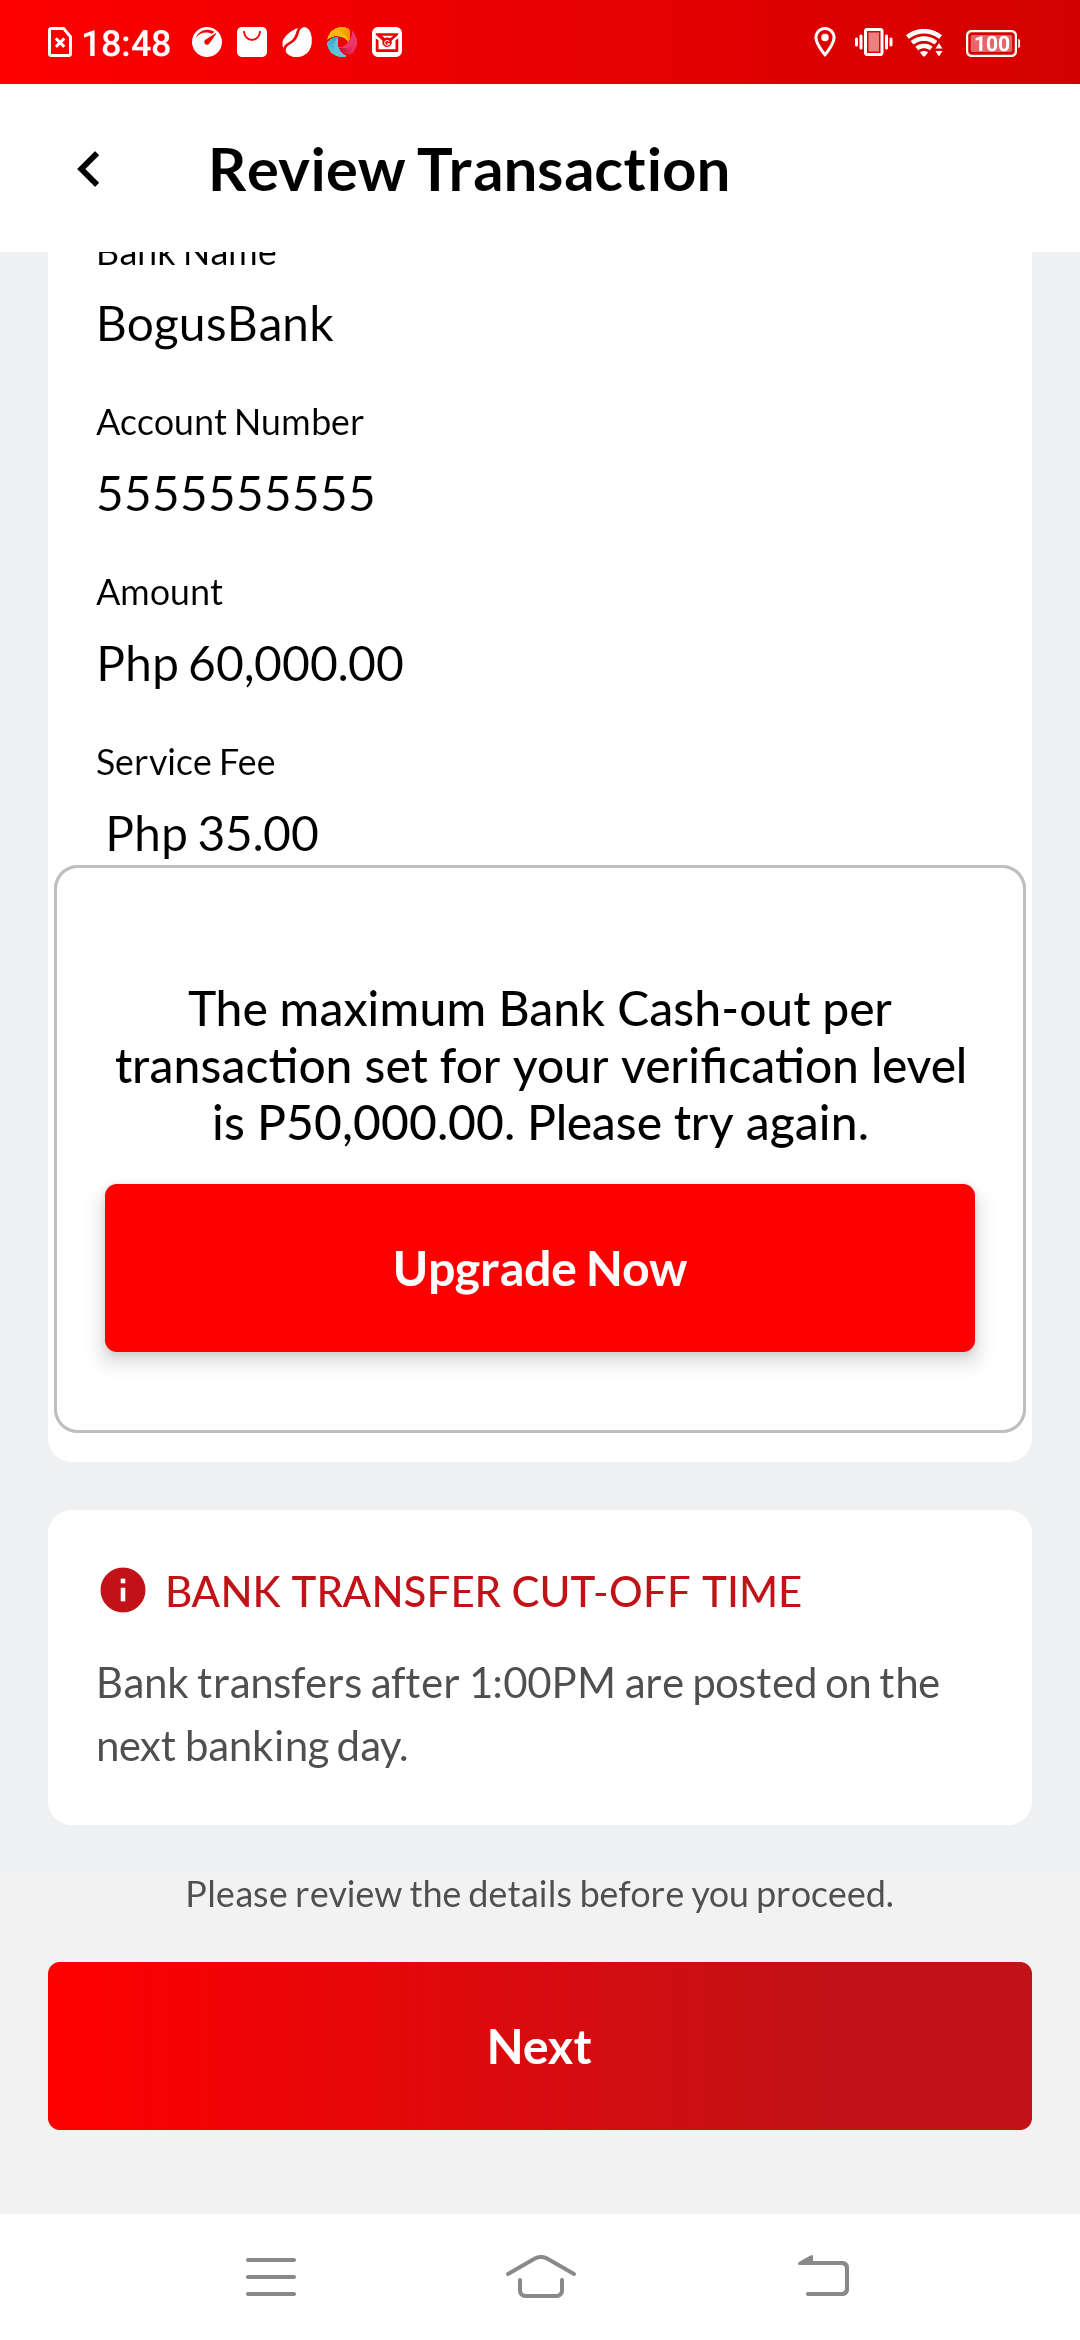 18:48
100
Review Transaction
Bank Name
BogusBank
Account Number
5555555555
Amount
Php 60,000.00
Service Fee
Php 35.00
The maximum Bank Cash-out per
transaction set for your verification level
is P50,000.00. Please try again.
Upgrade Now
BANK TRANSFER CUT-OFF TIME
Bank transfers after 1:00PM are posted on the
next banking day.
Please review the details before you proceed.
Next